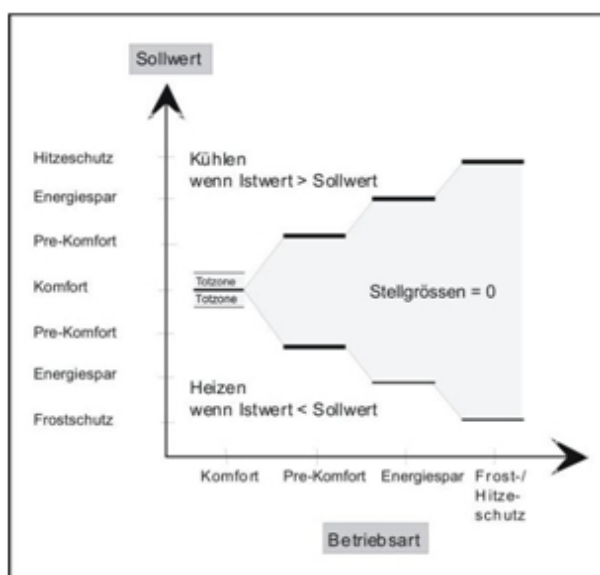 Sollwert
Hitzeschutz
Kühlen
wenn Istwert > Sollwert
Energiespar
Pre-Komfort
Totzone
Komfort
Totzone
Stellgrössen = 0
Pre-Komfort
Energiespar
Heizen
wenn Istwert < Sollwert
Frostschutz
Komfort
Pre-Komfort
Energiespar
Frost-/
Hitze-
schutz
Betriebsart